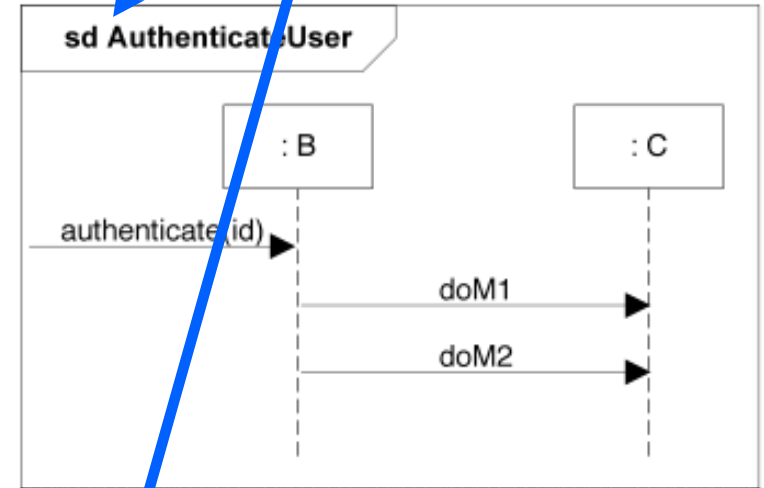 sd AuthenticateUser
: B
: C
authenticate(id)
doM1
doM2